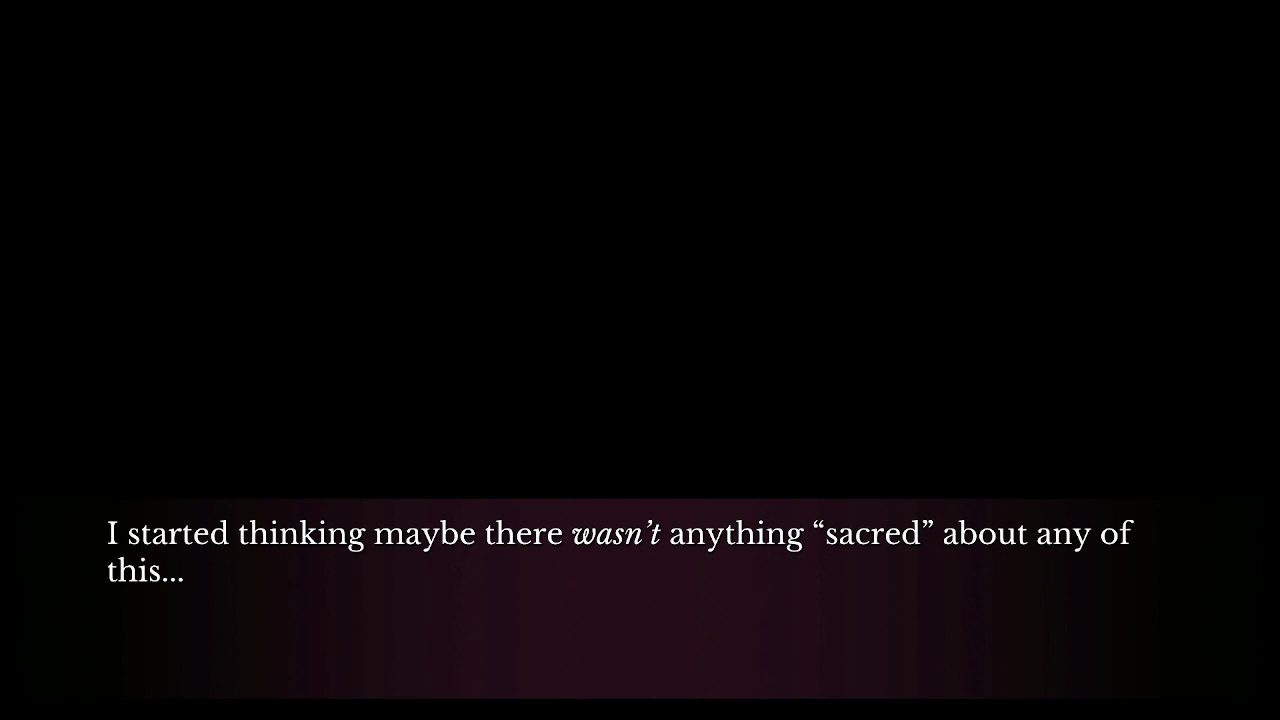 I started thinking maybe there wasn’t anything “sacred” about any of
this...